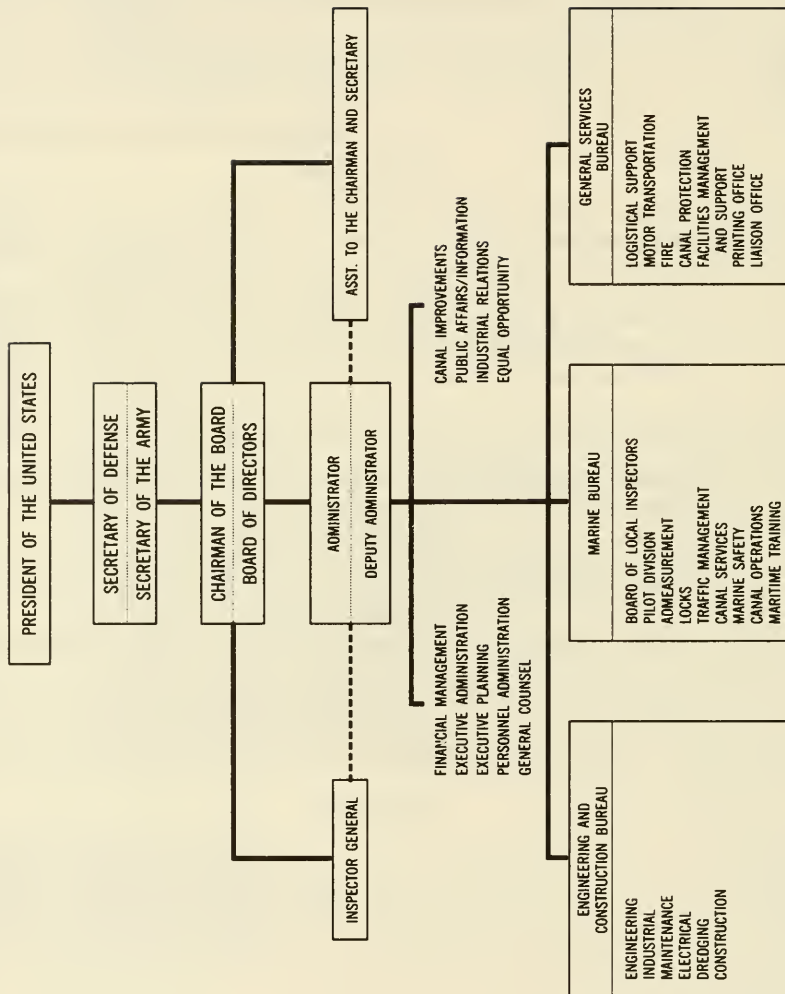 PRESIDENT OF THE UNITED STATES
SECRETARY OF DEFENSE
SECRETARY OF THE ARMY
CHAIRMAN OF THE BOARD
BOARD OF DIRECTORS
INSPECTOR GENERAL
ADMINISTRATOR
DEPUTY ADMINISTRATOR
ASST. TO THE CHAIRMAN AND SECRETARY
FINANCIAL MANAGEMENT
EXECUTIVE ADMINISTRATION
EXECUTIVE PLANNING
PERSONNEL ADMINISTRATION
GENERAL COUNSEL
CANAL IMPROVEMENTS
PUBLIC AFFAIRS/INFORMATION
INDUSTRIAL RELATIONS
EQUAL OPPORTUNITY
ENGINEERING AND
CONSTRUCTION BUREAU
ENGINEERING
INDUSTRIAL
MAINTENANCE
ELECTRICAL
DREDGING
CONSTRUCTION
MARINE BUREAU
BOARD OF LOCAL INSPECTORS
PILOT DIVISION
ADMEASUREMENT
LOCKS
TRAFFIC MANAGEMENT
CANAL SERVICES
MARINE SAFETY
CANAL OPERATIONS
MARITIME TRAINING
GENERAL SERVICES
BUREAU
LOGISTICAL SUPPORT
MOTOR TRANSPORTATION
FIRE
CANAL PROTECTION
FACILITIES MANAGEMENT
AND SUPPORT
PRINTING OFFICE
LIAISON OFFICE